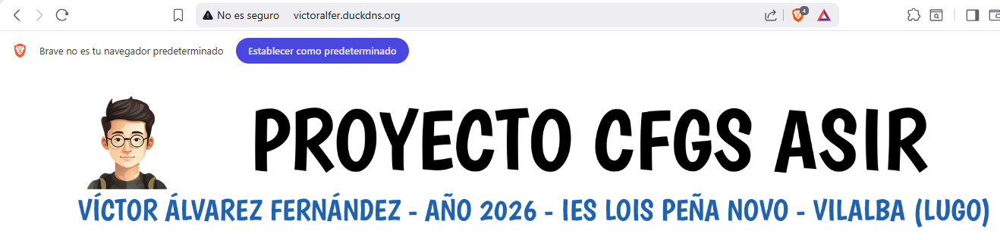 No es seguro victoralfer.duckdns.org 4
Brave no es tu navegador predeterminado Establecer como predeterminado
PROYECTO CFGS ASIR
VÍCTOR ÁLVAREZ FERNÁNDEZ - AÑO 2026 - IES LOIS PEÑA NOVO - VILALBA (LUGO)